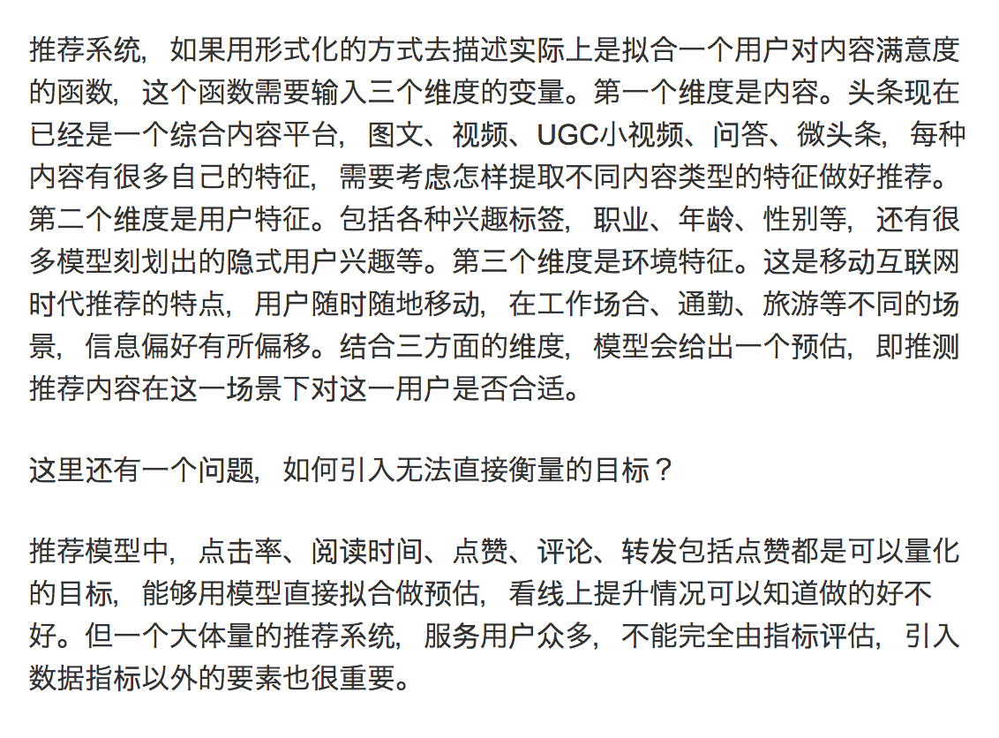 推荐系统，如果用形式化的方式去描述实际上是拟合一个用户对内容满意度
的函数，这个函数需要输入三个维度的变量。第一个维度是内容。头条现在
已经是一个综合内容平台，图文、视频、UGC小视频、问答、微头条，每种
内容有很多自己的特征，需要考虑怎样提取不同内容类型的特征做好推荐。
第二个维度是用户特征。包括各种兴趣标签，职业、年龄、性别等，还有很
多模型刻划出的隐式用户兴趣等。第三个维度是环境特征。这是移动互联网
时代推荐的特点，用户随时随地移动，在工作场合、通勤、旅游等不同的场
景，信息偏好有所偏移。结合三方面的维度，模型会给出一个预估，即推测
推荐内容在这一场景下对这一用户是否合适。
这里还有一个问题，如何引入无法直接衡量的目标？
推荐模型中，点击率、阅读时间、点赞、评论、转发包括点赞都是可以量化
的目标，能够用模型直接拟合做预估，看线上提升情况可以知道做的好不
好。但一个大体量的推荐系统，服务用户众多，不能完全由指标评估，引入
数据指标以外的要素也很重要。